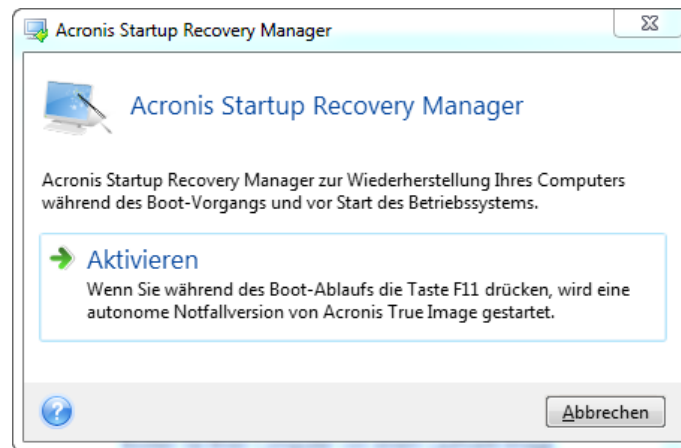 Acronis Startup Recovery Manager
Acronis Startup Recovery Manager
Acronis Startup Recovery Manager zur Wiederherstellung Ihres Computers
während des Boot-Vorgangs und vor Start des Betriebssystems.
Aktivieren
Wenn Sie während des Boot-Ablaufs die Taste F11 drücken, wird eine
autonome Notfallversion von Acronis True Image gestartet.
?
Abbrechen